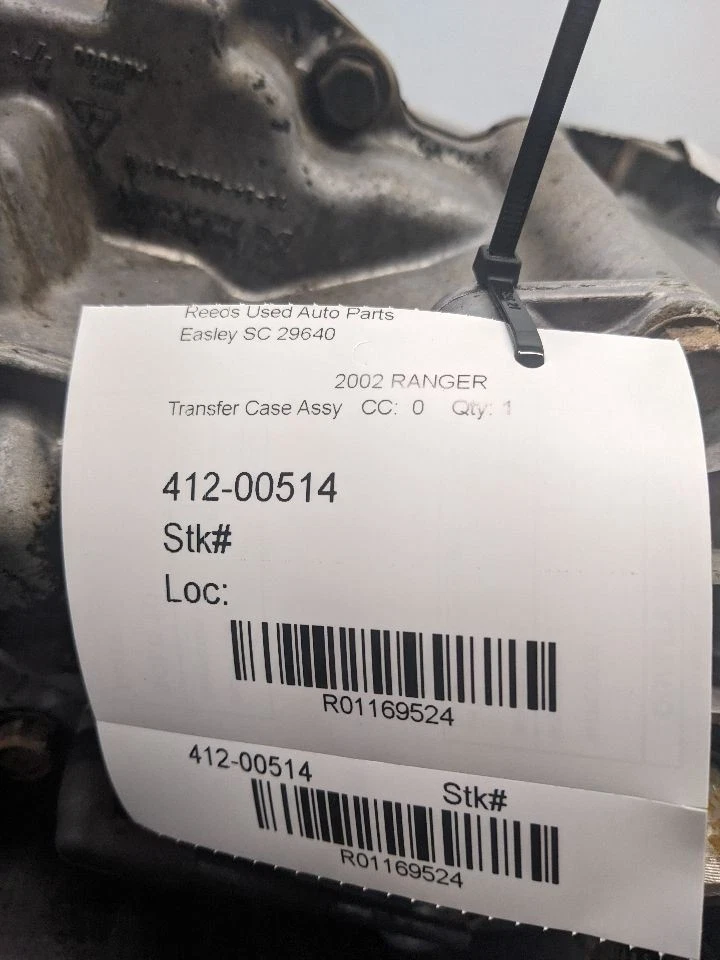 Reeds Used Auto Parts
Easley SC 29640
2002 RANGER
Transfer Case Assy CC: 0 Qty: 1
412-00514
Stk#
Loc:
R01169524
412-00514 Stk#
R01169524